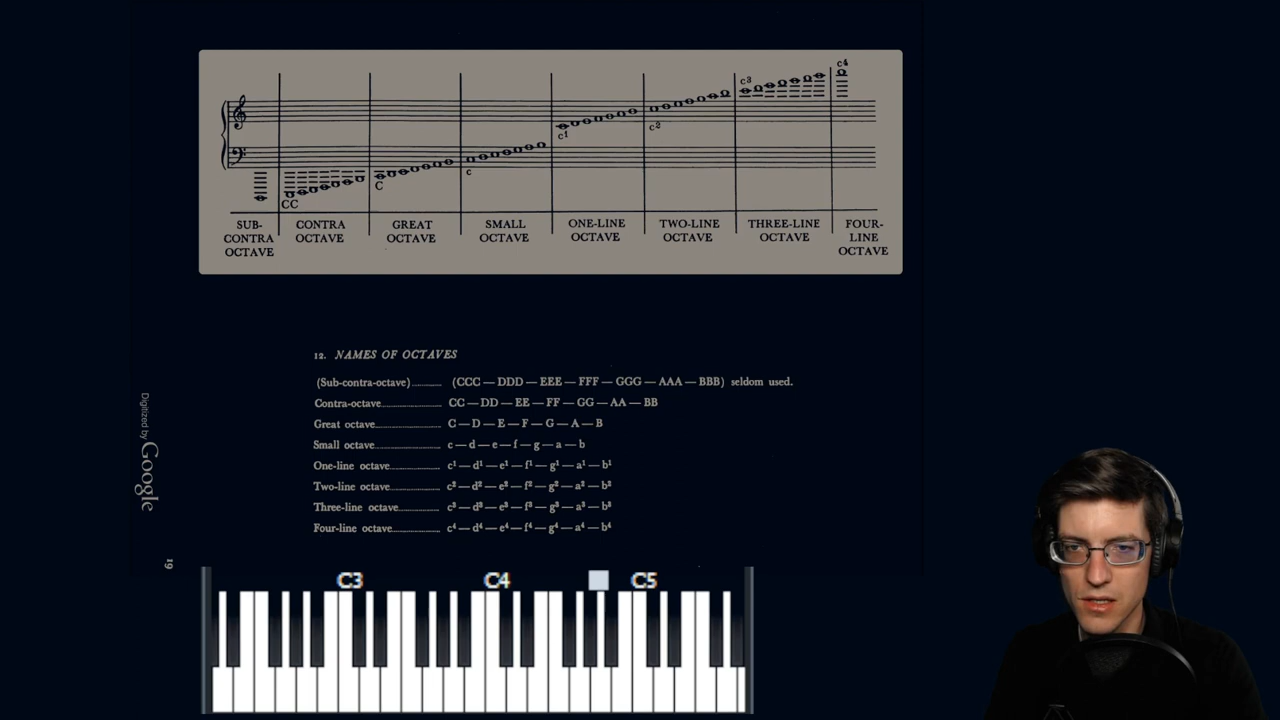 c4
c3
c2
c1
c
C
CC
SUB-
CONTRA
OCTAVE
CONTRA
OCTAVE
GREAT
OCTAVE
SMALL
OCTAVE
ONE-LINE
OCTAVE
TWO-LINE
OCTAVE
THREE-LINE
OCTAVE
FOUR-
LINE
OCTAVE
12. NAMES OF OCTAVES
(Sub-contra-octave)............ (CCC — DDD — EEE — FFF — GGG — AAA — BBB) seldom used.
Contra-octave........................ CC — DD — EE — FF — GG — AA — BB
Great octave.......................... C — D — E — F — G — A — B
Small octave.......................... c — d — e — f — g — a — b
One-line octave.................... c¹ — d¹ — e¹ — f¹ — g¹ — a¹ — b¹
Two-line octave.................... c² — d² — e² — f² — g² — a² — b²
Three-line octave................. c³ — d³ — e³ — f³ — g³ — a³ — b³
Four-line octave................... c⁴ — d⁴ — e⁴ — f⁴ — g⁴ — a⁴ — b⁴
Digitized by Google
19
C3 C4 C5